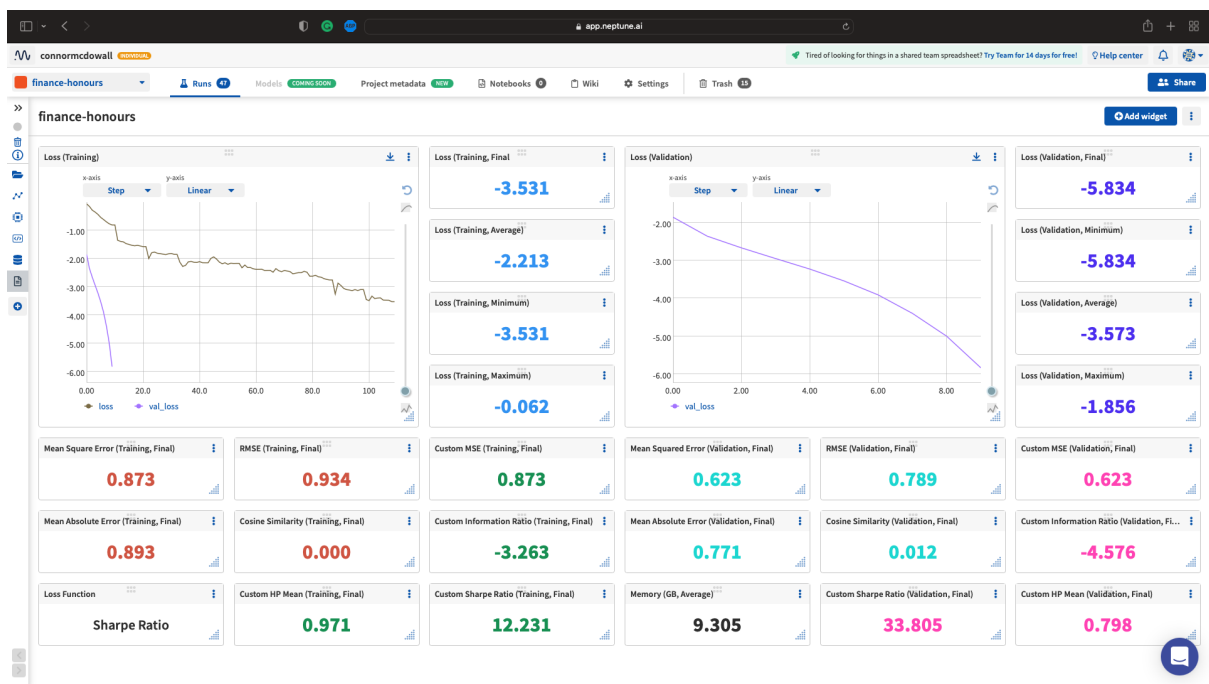 app.neptune.ai
connormcdowall INDIVIDUAL
Tired of looking for things in a shared team spreadsheet? Try Team for 14 days for free!
Help center
finance-honours
Runs 47
Models COMING SOON
Project metadata NEW
Notebooks 0
Wiki
Settings
Trash 15
Share
finance-honours
Add widget
Loss (Training)
x-axis
y-axis
Step
Linear
-1.00
-2.00
-3.00
-4.00
-5.00
-6.00
0.00 20.0 40.0 60.0 80.0 100
loss val_loss
Loss (Training, Final
-3.531
Loss (Training, Average)
-2.213
Loss (Training, Minimum)
-3.531
Loss (Training, Maximum)
-0.062
Loss (Validation)
x-axis
y-axis
Step
Linear
-2.00
-3.00
-4.00
-5.00
-6.00
0.00 2.00 4.00 6.00 8.00
val_loss
Loss (Validation, Final)
-5.834
Loss (Validation, Minimum)
-5.834
Loss (Validation, Average)
-3.573
Loss (Validation, Maximum)
-1.856
Mean Square Error (Training, Final)
0.873
RMSE (Training, Final)
0.934
Custom MSE (Training, Final)
0.873
Mean Squared Error (Validation, Final)
0.623
RMSE (Validation, Final)
0.789
Custom MSE (Validation, Final)
0.623
Mean Absolute Error (Training, Final)
0.893
Cosine Similarity (Training, Final)
0.000
Custom Information Ratio (Training, Final)
-3.263
Mean Absolute Error (Validation, Final)
0.771
Cosine Similarity (Validation, Final)
0.012
Custom Information Ratio (Validation, Fi...
-4.576
Loss Function
Sharpe Ratio
Custom HP Mean (Training, Final)
0.971
Custom Sharpe Ratio (Training, Final)
12.231
Memory (GB, Average)
9.305
Custom Sharpe Ratio (Validation, Final)
33.805
Custom HP Mean (Validation, Final)
0.798